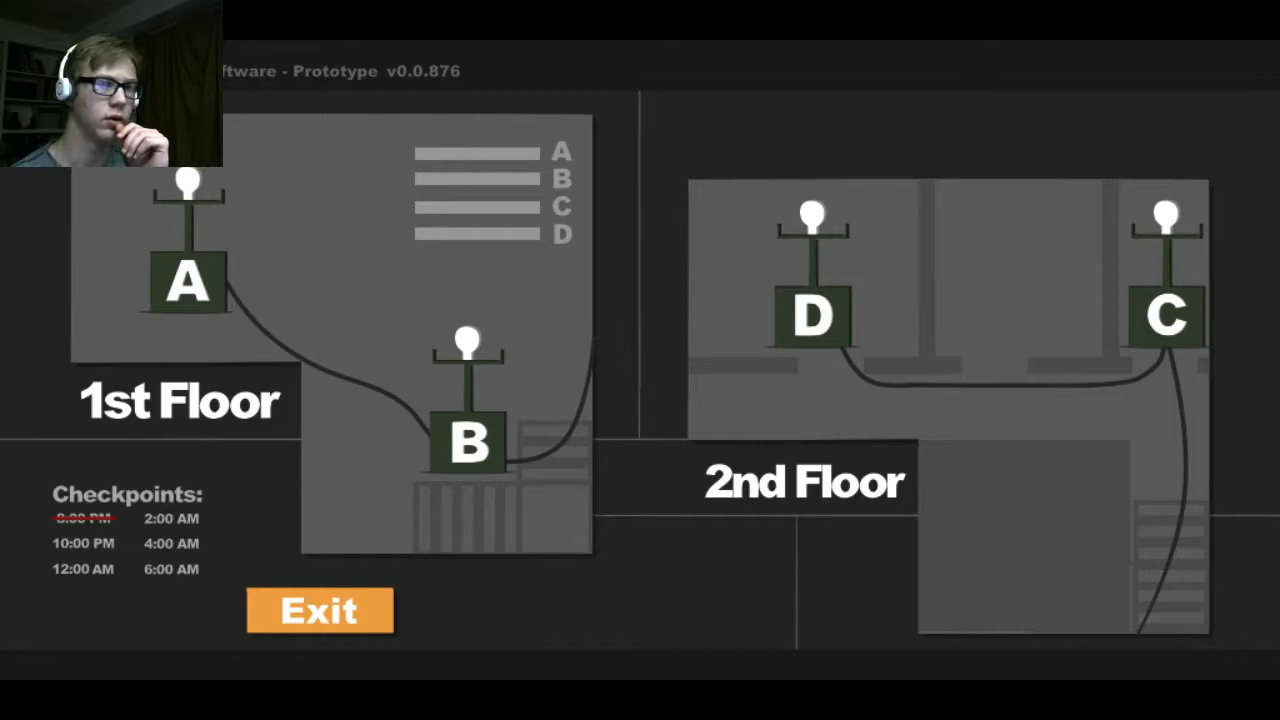 ftware - Prototype v0.0.876
A
B
C
D
A
B
1st Floor
D
C
2nd Floor
Checkpoints:
8:00 PM 2:00 AM
10:00 PM 4:00 AM
12:00 AM 6:00 AM
Exit